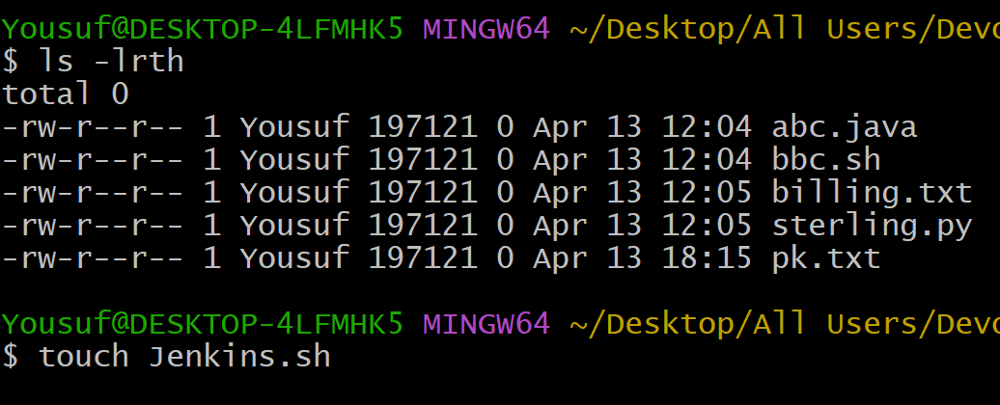 Yousuf@DESKTOP-4LFMHK5 MINGW64 ~/Desktop/All Users/Devo
$ ls -lrth
total 0
-rw-r--r-- 1 Yousuf 197121 0 Apr 13 12:04 abc.java
-rw-r--r-- 1 Yousuf 197121 0 Apr 13 12:04 bbc.sh
-rw-r--r-- 1 Yousuf 197121 0 Apr 13 12:05 billing.txt
-rw-r--r-- 1 Yousuf 197121 0 Apr 13 12:05 sterling.py
-rw-r--r-- 1 Yousuf 197121 0 Apr 13 18:15 pk.txt
Yousuf@DESKTOP-4LFMHK5 MINGW64 ~/Desktop/All Users/Devo
$ touch Jenkins.sh